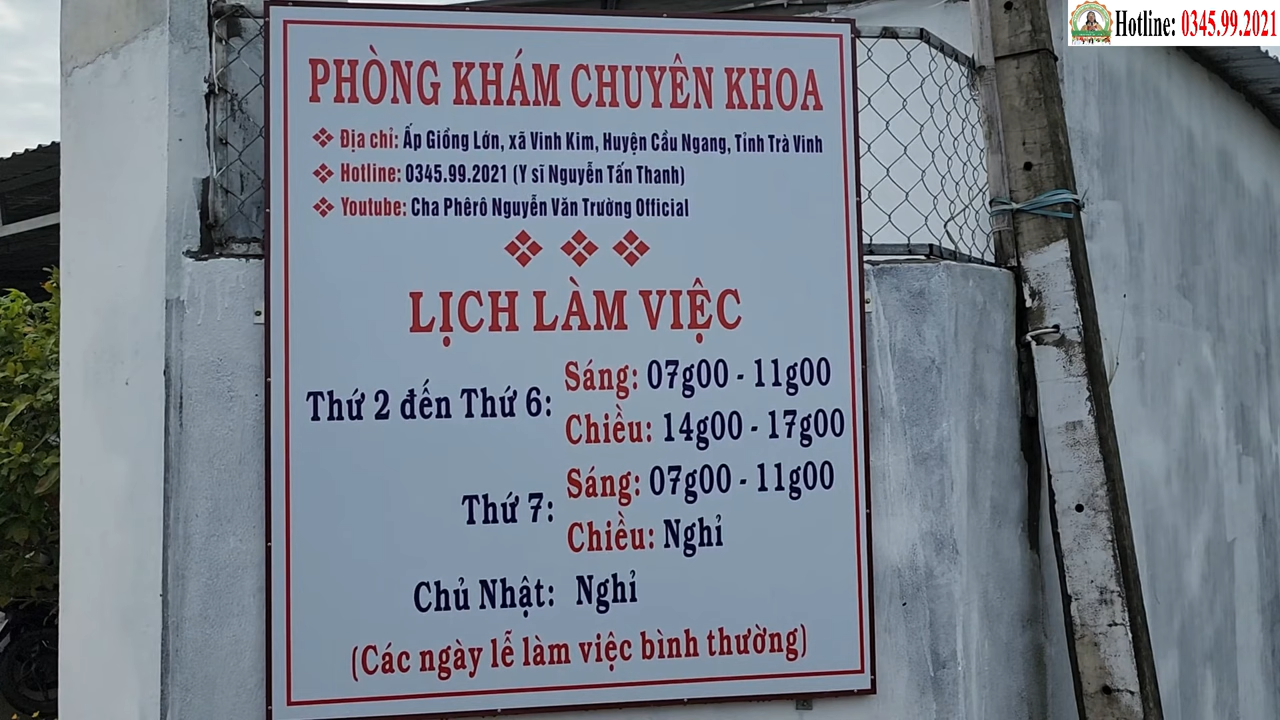 Hotline: 0345.99.2021
PHÒNG KHÁM CHUYÊN KHOA
Địa chỉ: Ấp Giồng Lớn, xã Vinh Kim, Huyện Cầu Ngang, Tỉnh Trà Vinh
Hotline: 0345.99.2021 (Y sĩ Nguyễn Tấn Thanh)
Youtube: Cha Phêrô Nguyễn Văn Trường Official
LỊCH LÀM VIỆC
Thứ 2 đến Thứ 6: Sáng: 07g00 - 11g00
Chiều: 14g00 - 17g00
Thứ 7: Sáng: 07g00 - 11g00
Chiều: Nghỉ
Chủ Nhật: Nghỉ
(Các ngày lễ làm việc bình thường)